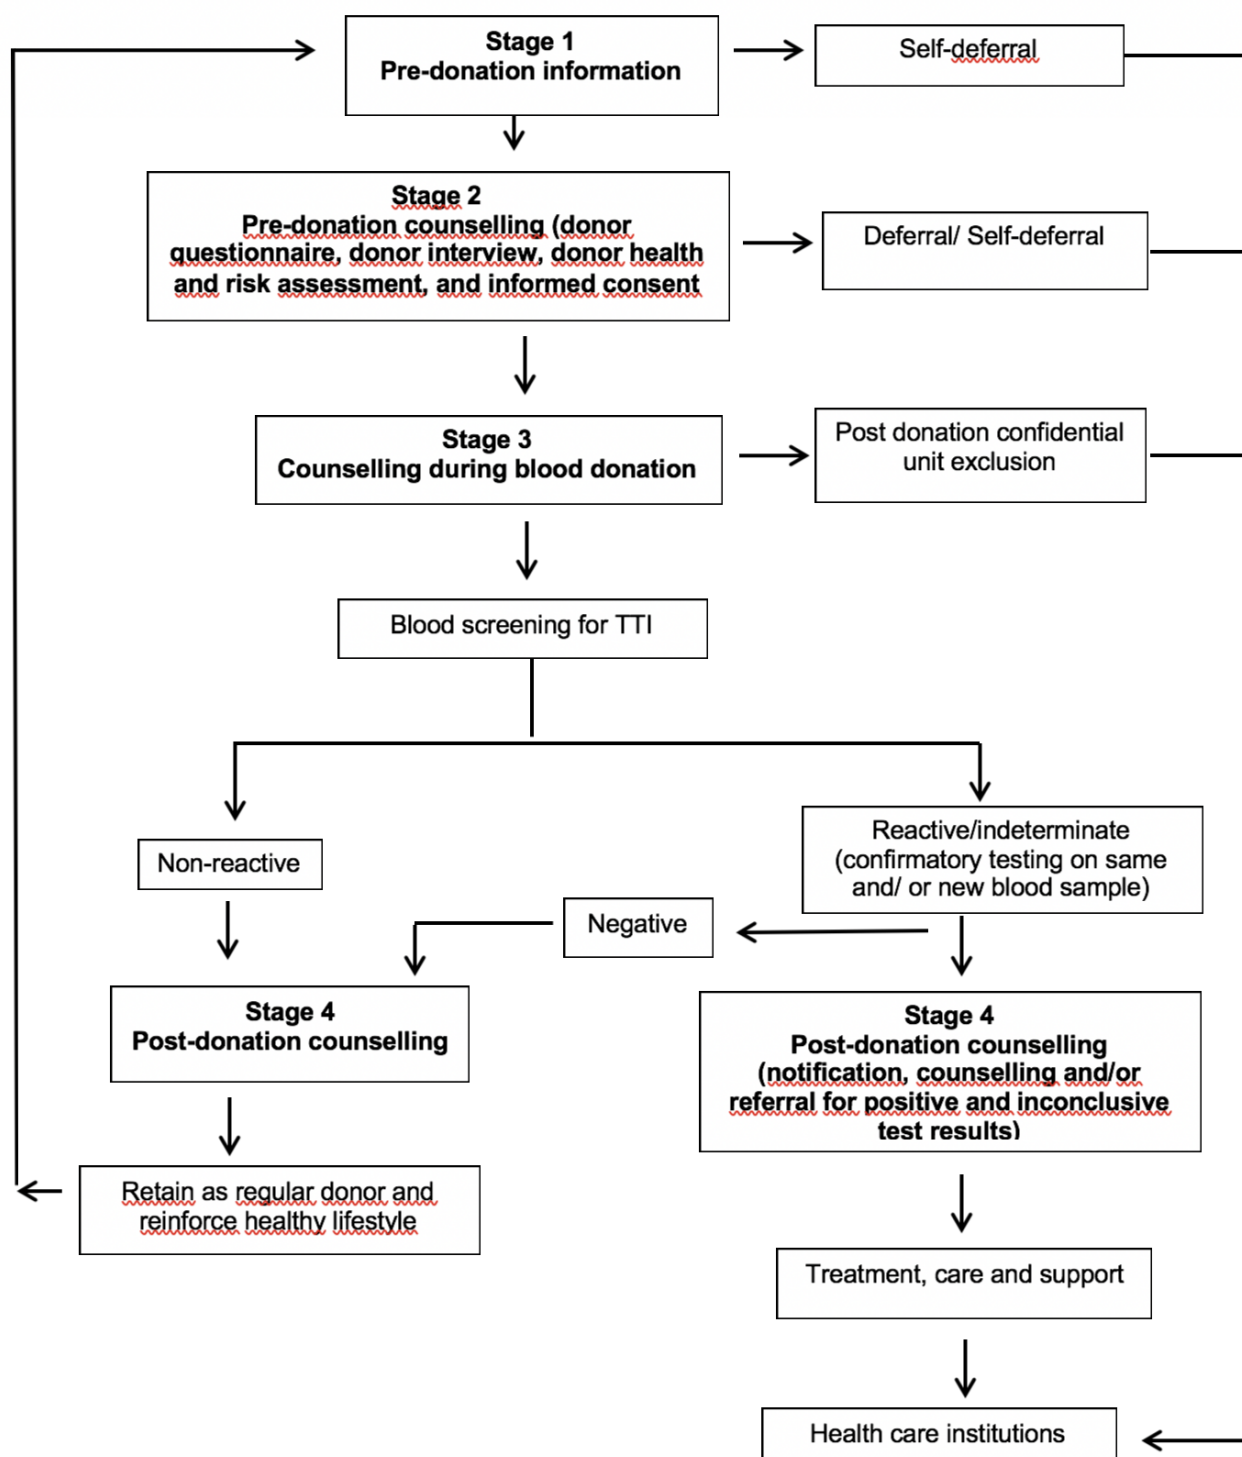 Stage 1
Pre-donation information
Self-deferral
Stage 2
Pre-donation counselling (donor
questionnaire, donor interview, donor health
and risk assessment, and informed consent
Deferral/ Self-deferral
Stage 3
Counselling during blood donation
Post donation confidential
unit exclusion
Blood screening for TTI
Non-reactive
Reactive/indeterminate
(confirmatory testing on same
and/ or new blood sample)
Negative
Stage 4
Post-donation counselling
Stage 4
Post-donation counselling
(notification, counselling and/or
referral for positive and inconclusive
test results)
Retain as regular donor and
reinforce healthy lifestyle
Treatment, care and support
Health care institutions